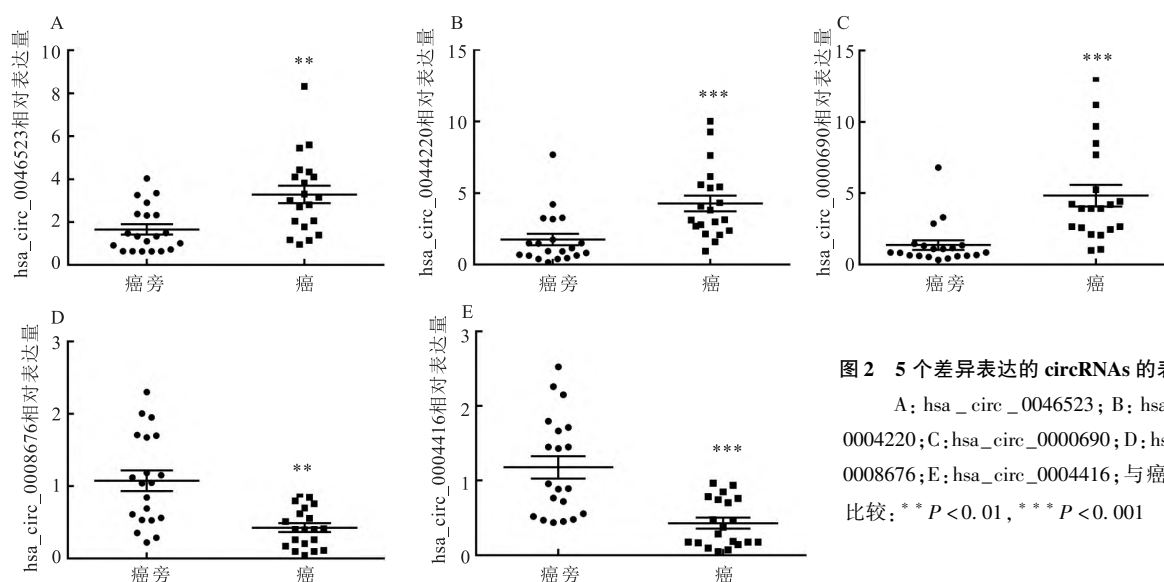 A
hsa_circ_0046523相对表达量
10
8
6
4
2
0
**
癌旁
癌
B
hsa_circ_0044220相对表达量
15
10
5
0
***
癌旁
癌
C
hsa_circ_0000690相对表达量
15
10
5
0
***
癌旁
癌
D
hsa_circ_0008676相对表达量
3
2
1
0
**
癌旁
癌
E
hsa_circ_0004416相对表达量
3
2
1
0
***
癌旁
癌
图2 5个差异表达的circRNAs的
A:hsa_circ_0046523;B:hsa
0004220;C:hsa_circ_0000690;D:
0008676;E:hsa_circ_0004416;与癌
比较:**P<0.01,***P<0.001